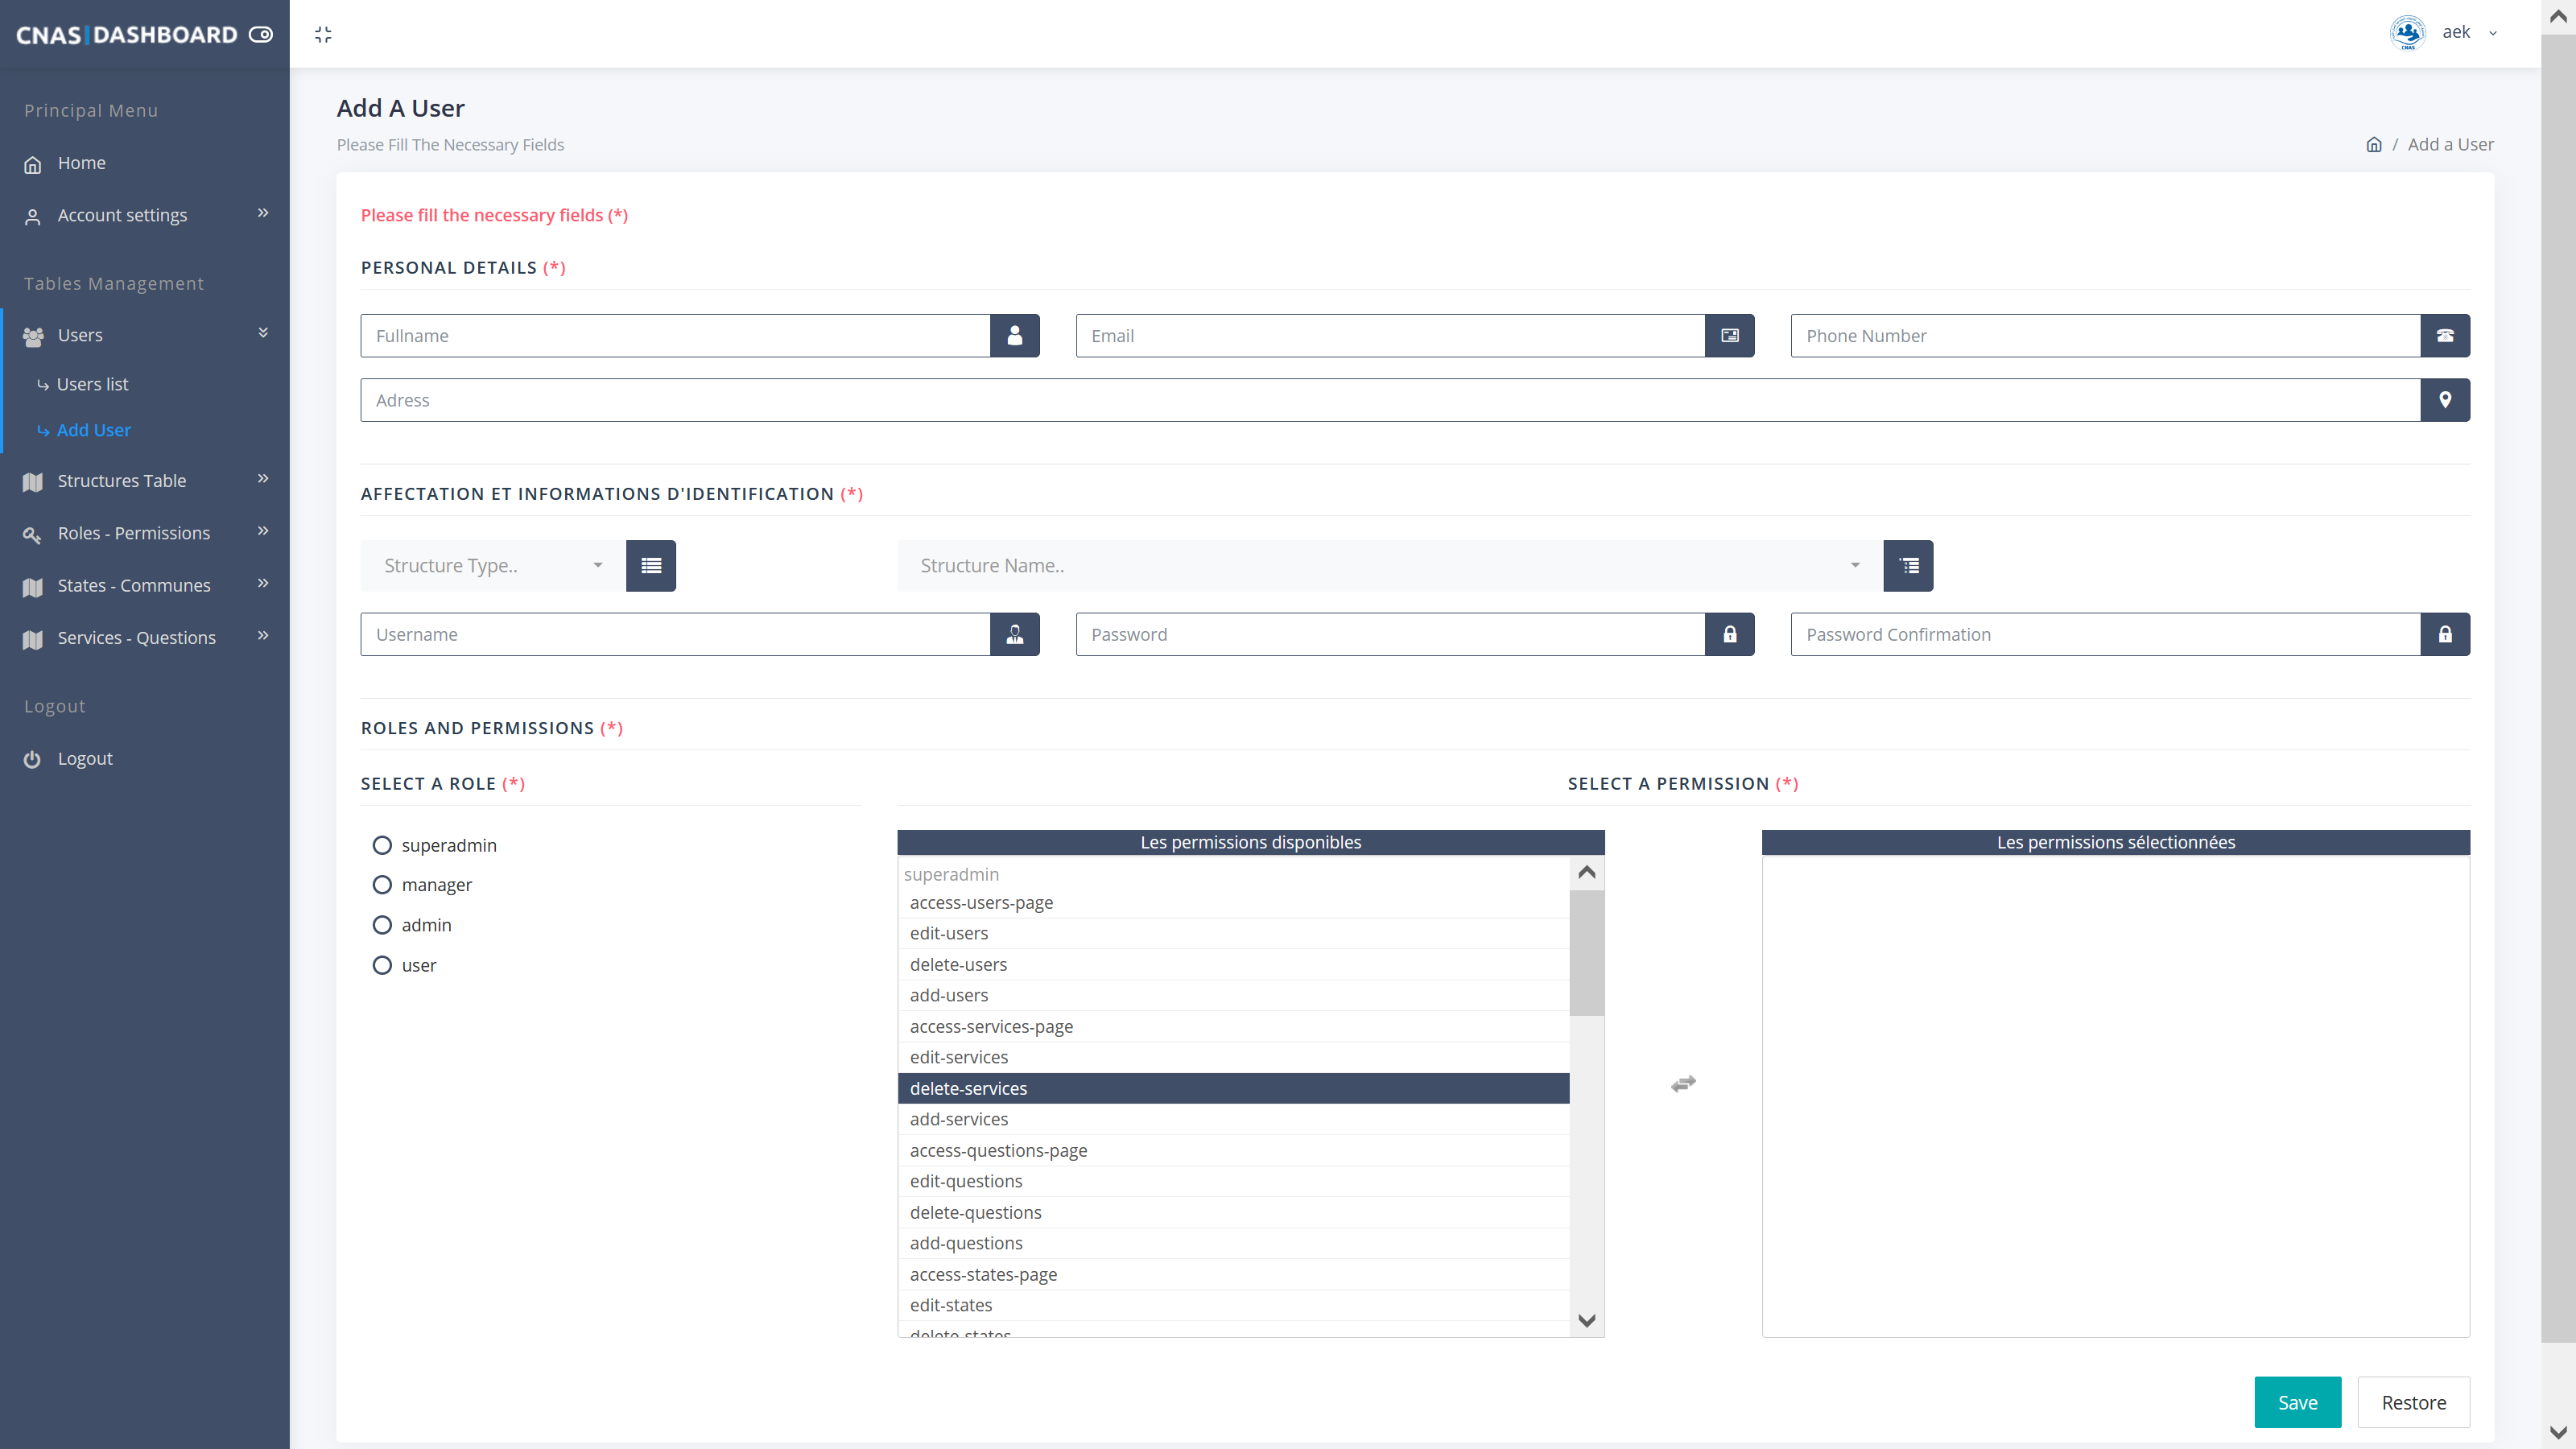 CNAS|DASHBOARD
aek
Principal Menu
Home
Account settings
Tables Management
Users
Users list
Add User
Structures Table
Roles - Permissions
States - Communes
Services - Questions
Logout
Logout
Add A User
Please Fill The Necessary Fields
/ Add a User
Please fill the necessary fields (*)
PERSONAL DETAILS (*)
Fullname
Email
Phone Number
Adress
AFFECTATION ET INFORMATIONS D'IDENTIFICATION (*)
Structure Type..
Structure Name..
Username
Password
Password Confirmation
ROLES AND PERMISSIONS (*)
SELECT A ROLE (*)
superadmin
manager
admin
user
SELECT A PERMISSION (*)
Les permissions disponibles
superadmin
access-users-page
edit-users
delete-users
add-users
access-services-page
edit-services
delete-services
add-services
access-questions-page
edit-questions
delete-questions
add-questions
access-states-page
edit-states
delete-states
Les permissions sélectionnées
Save
Restore
CNAS